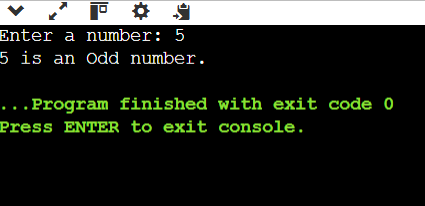 Enter a number: 5
5 is an Odd number.
...Program finished with exit code 0
Press ENTER to exit console.